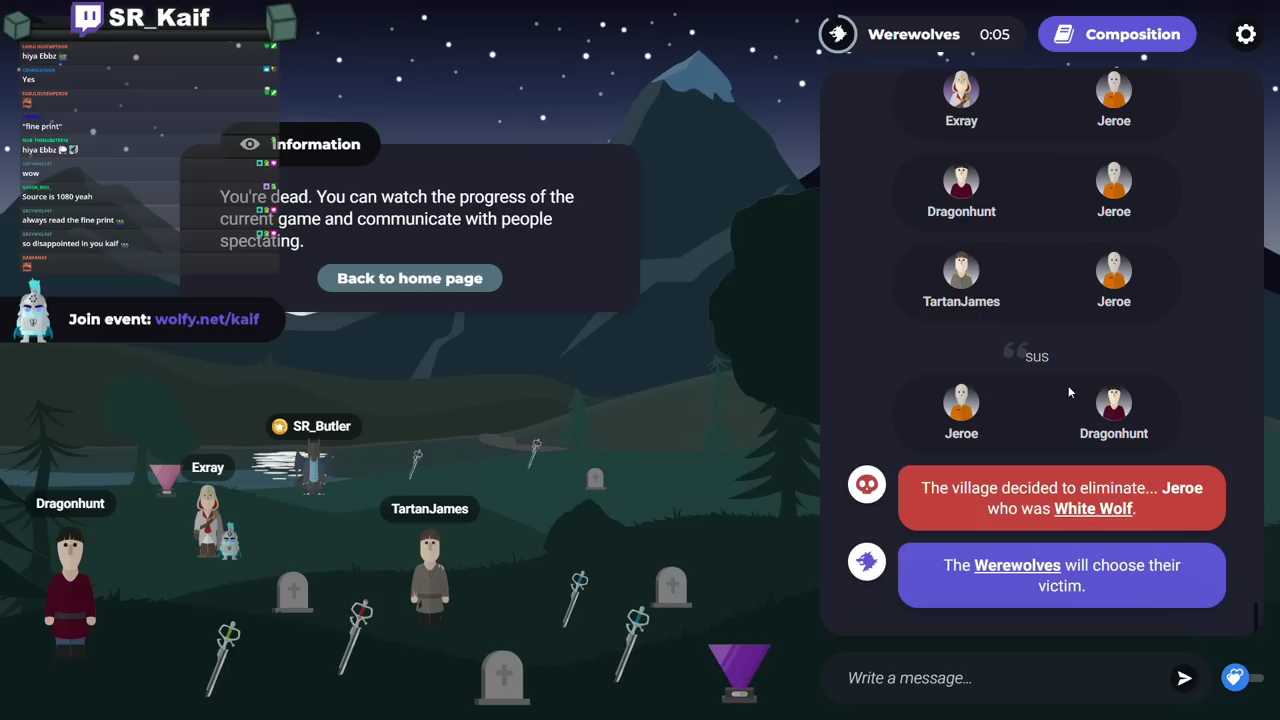 SR_Kaif
hiya Ebbz
Yes
FABULOUSEMPEROR
"fine print"
hiya Ebbz
GREYWOLF47
wow
Source is 1080 yeah
GREYWOLF47
always read the fine print
GREYWOLF47
so disappointed in you kaif
Information
You're dead. You can watch the progress of the
current game and communicate with people
spectating.
Back to home page
Join event: wolfy.net/kaif
SR_Butler
Exray
Dragonhunt
TartanJames
Werewolves 0:05
Composition
Exray Jeroe
Dragonhunt Jeroe
TartanJames Jeroe
sus
Jeroe Dragonhunt
The village decided to eliminate... Jeroe
who was White Wolf.
The Werewolves will choose their
victim.
Write a message...